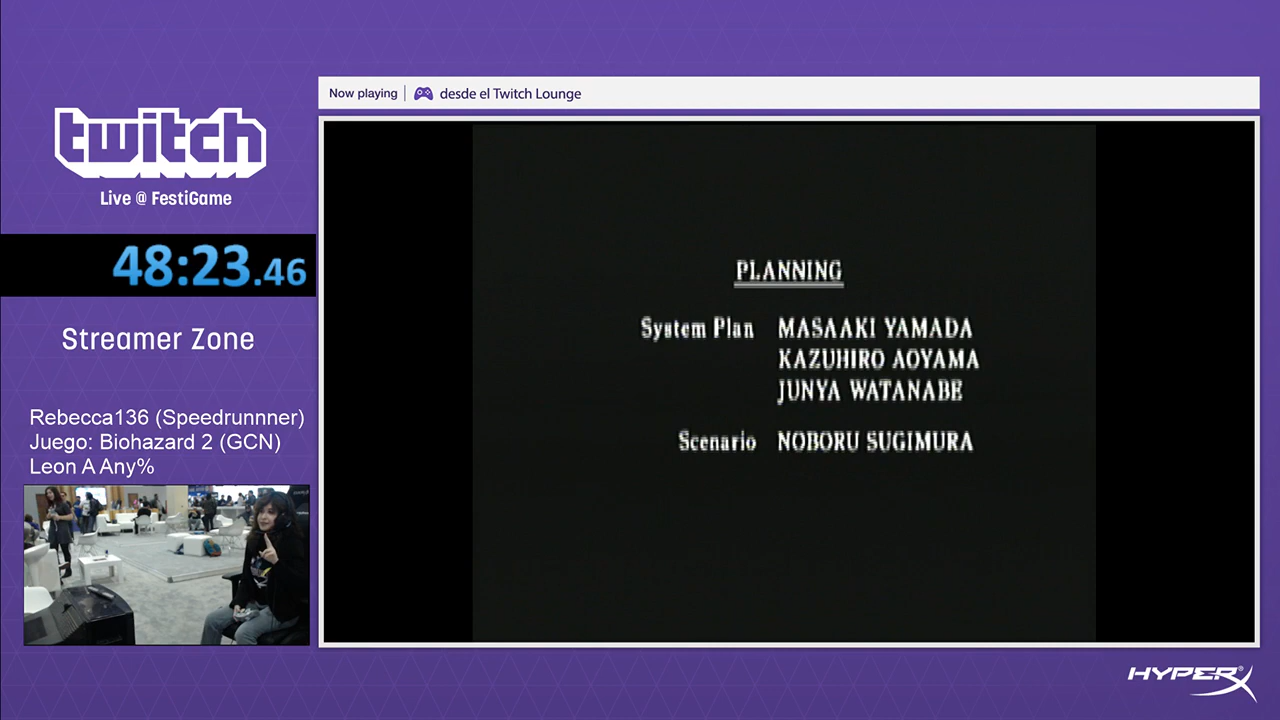 Now playing | desde el Twitch Lounge
twitch
Live @ FestiGame
48:23.46
Streamer Zone
Rebecca136 (Speedrunnner)
Juego: Biohazard 2 (GCN)
Leon A Any%
PLANNING
System Plan MASAAKI YAMADA
KAZUHIRO AOYAMA
JUNYA WATANABE
Scenario NOBORU SUGIMURA
HYPERX